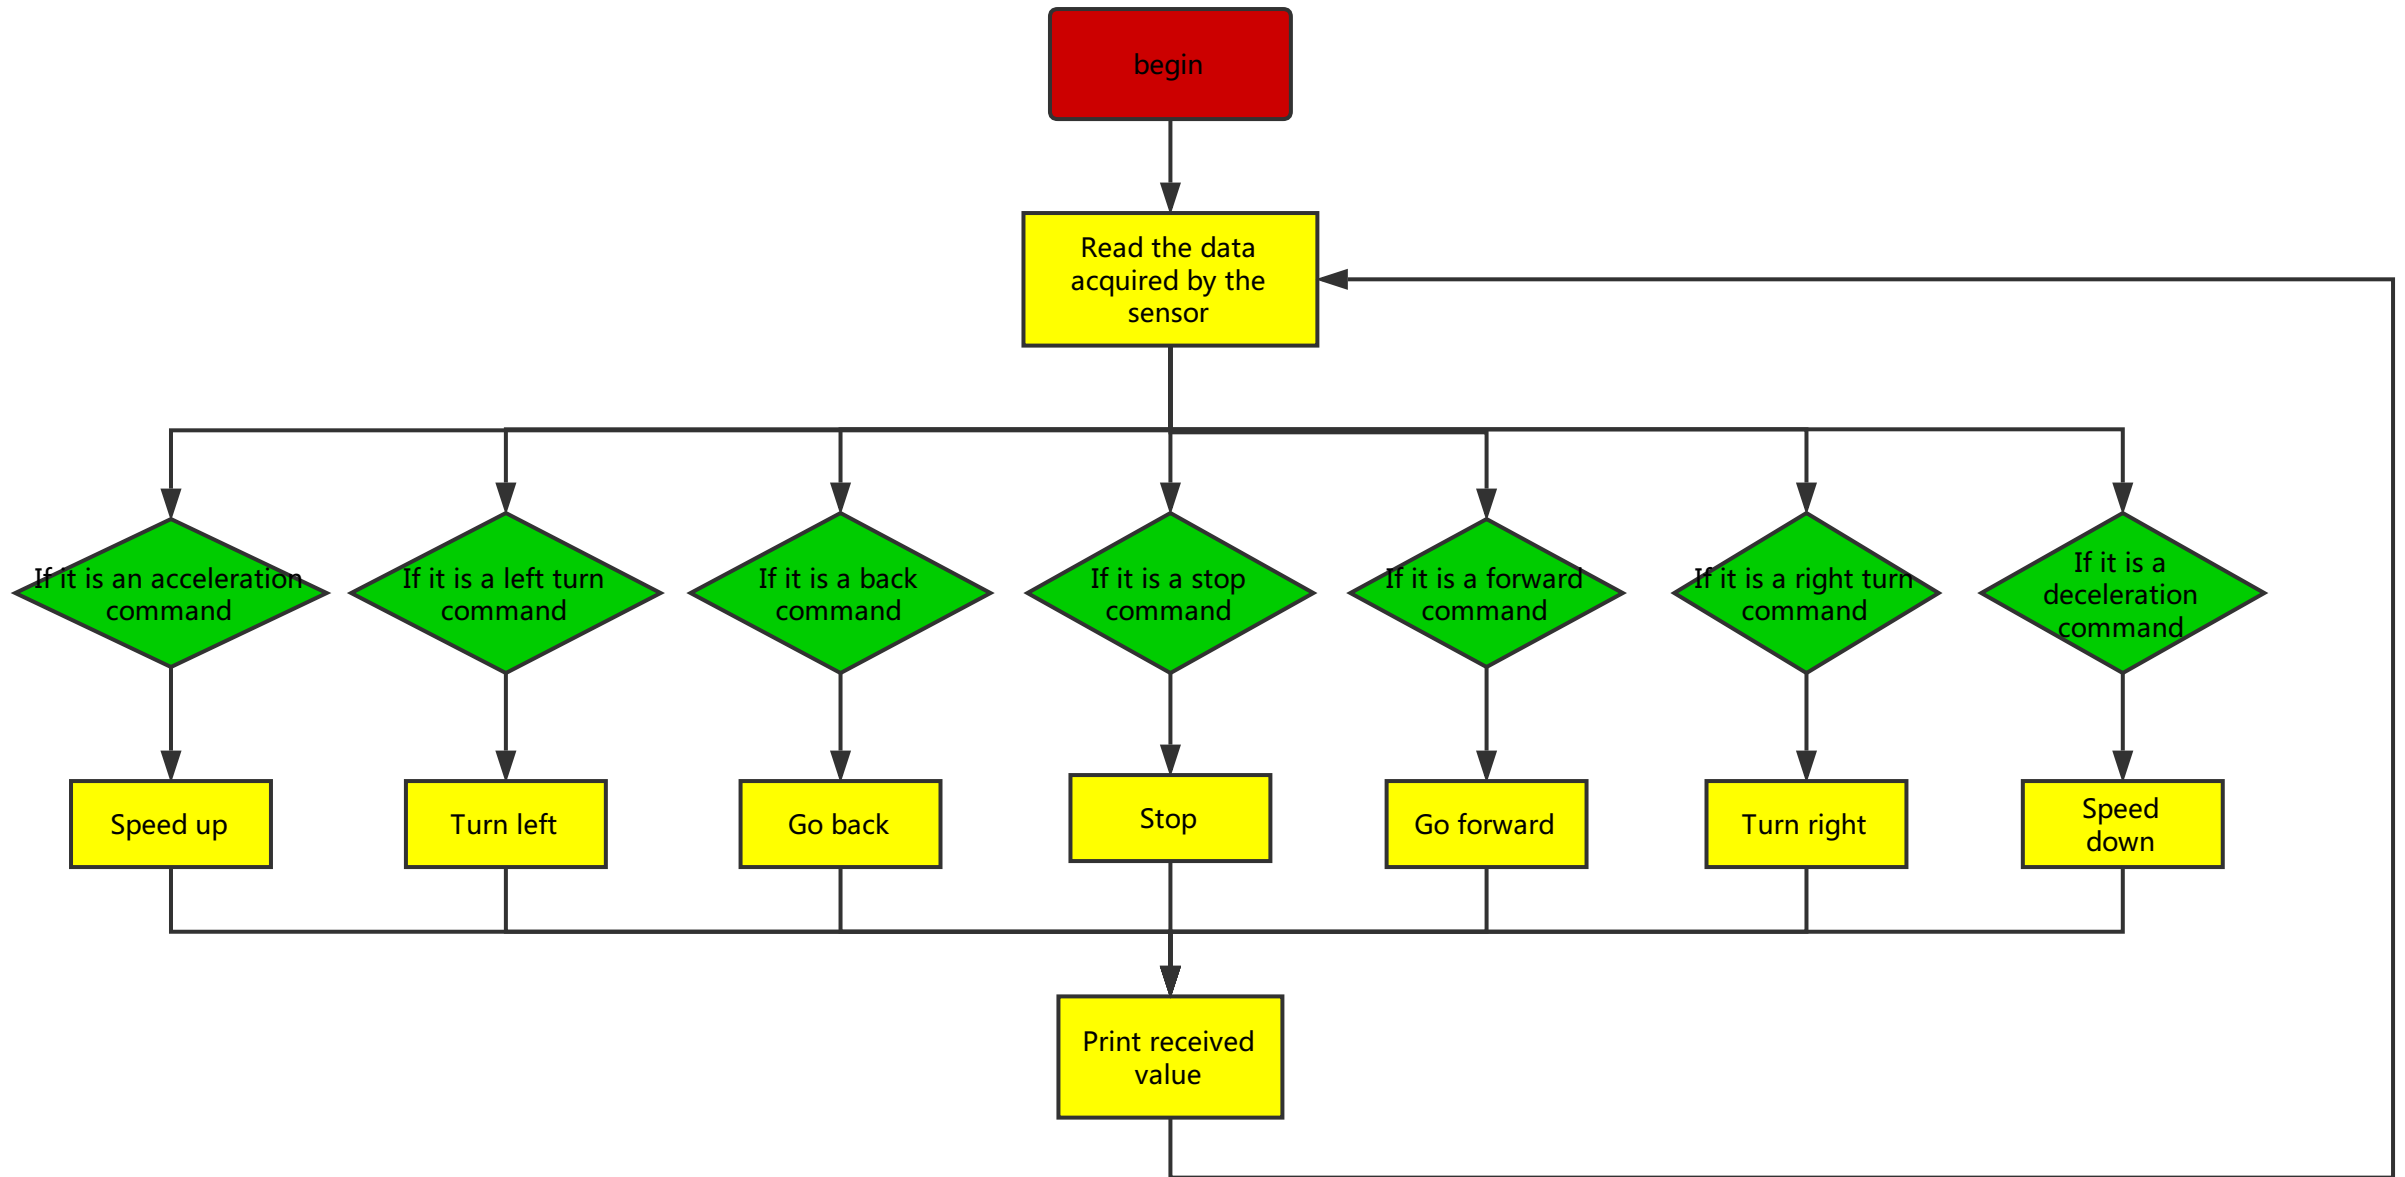 begin
Read the data
acquired by the
sensor
If it is an acceleration
command
If it is a left turn
command
If it is a back
command
If it is a stop
command
If it is a forward
command
If it is a right turn
command
If it is a
deceleration
command
Speed up
Turn left
Go back
Stop
Go forward
Turn right
Speed
down
Print received
value